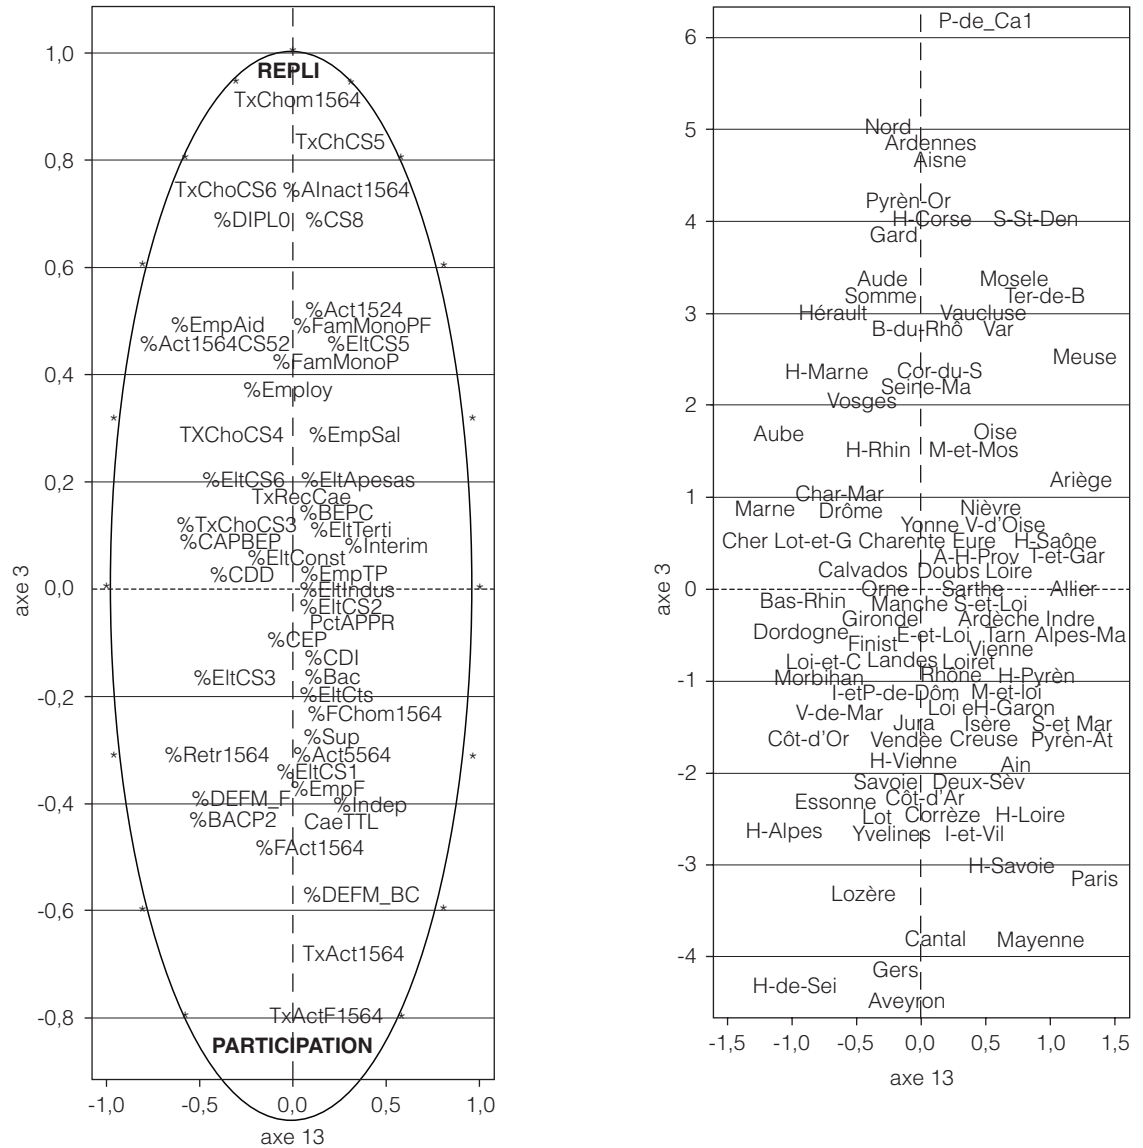 1,0
0,8
0,6
0,4
0,2
0,0
-0,2
-0,4
-0,6
-0,8
axe 3
REPLI
TxChom1564
TxChCS5
TxChoCS6 %AInact1564
%DIPL0 %CS8
%Act1524
%EmpAid %FamMonoPF
%Act1564CS52 %EltCS5
%FamMonoP
%Employ
TXChoCS4 %EmpSal
%EltCS6 %EltApesas
TxRecCae
%BEPC
%TxChoCS3 %EltTerti
%CAPBEP %Interim
%EltConst
%CDD %EmpTP
%EltIndus
%EltCS2
PctAPPR
%CEP
%CDI
%EltCS3 %Bac
%EltCts
%FChom1564
%Sup
%Retr1564 %Act5564
%EltCS1
%EmpF
%DEFM_F %Indep
%BACP2 CaeTTL
%FAct1564
%DEFM_BC
TxAct1564
TxActF1564
PARTICIPATION
-1,0 -0,5 0,0 0,5 1,0
axe 13
6
5
4
3
2
1
0
-1
-2
-3
-4
axe 3
P-de_Ca1
Nord
Ardennes
Aisne
Pyrèn-Or
H-Corse S-St-Den
Gard
Aude Mosele
Somme Ter-de-B
Hérault Vaucluse
B-du-Rhô Var
Meuse
H-Marne Cor-du-S
Seine-Ma
Vosges
Aube Oise
H-Rhin M-et-Mos
Ariège
Char-Mar
Marne Drôme Nièvre
Yonne V-d'Oise
Cher Lot-et-G Charente Eure H-Saône
A-H-Prov T-et-Gar
Calvados Doubs Loire
Orne Sarthe Allier
Bas-Rhin Manche S-et-Loi
Gironde Ardèche Indre
Dordogne E-et-Loi Tarn Alpes-Ma
Finist Vienne
Loi-et-C Landes Loiret
Morbihan Rhône H-Pyrèn
I-et P-de-Dôm M-et-loi
V-de-Mar Loi e H-Garon
Jura Isère S-et Mar
Côt-d'Or Vendèe Creuse Pyrèn-At
H-Vienne Ain
Savoie Deux-Sèv
Essonne Côt-d'Ar
Lot Corrèze H-Loire
H-Alpes Yvelines I-et-Vil
H-Savoie
Paris
Lozère
Cantal Mayenne
Gers
H-de-Sei
Aveyron
-1,5 -1,0 -0,5 0,0 0,5 1,0 1,5
axe 13